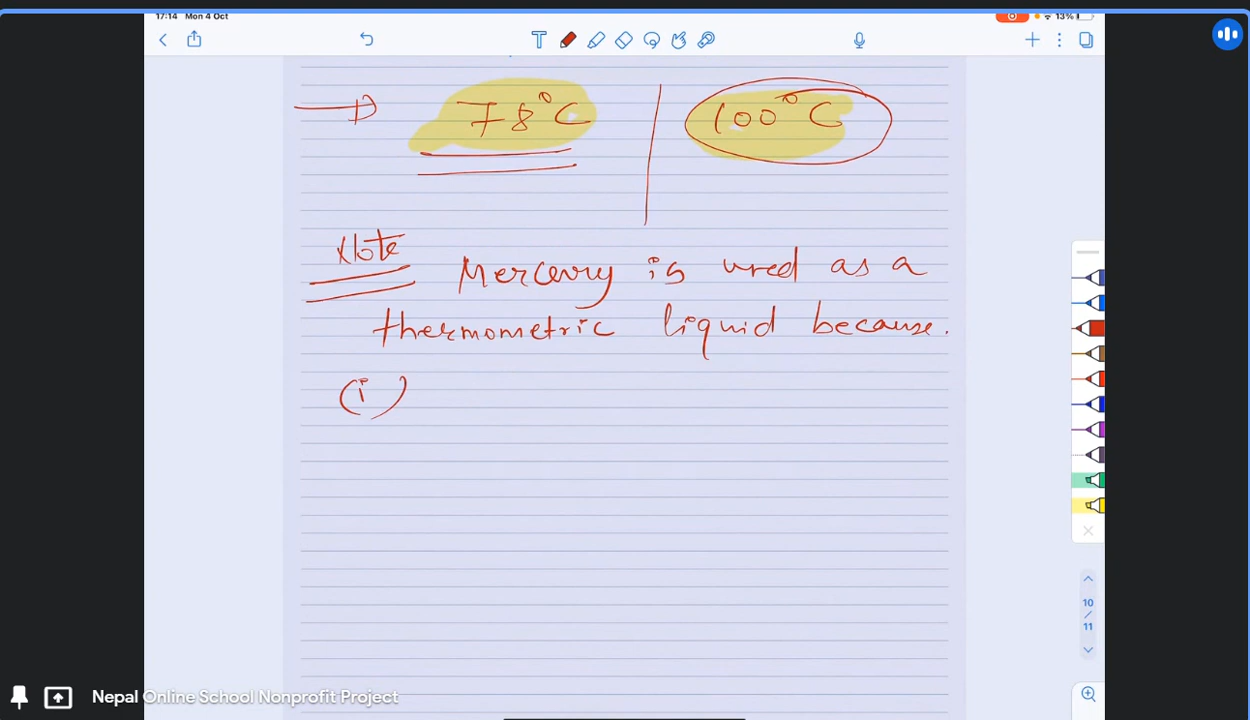 17:14 Mon 4 Oct
13%
78°C 100°C
Note Mercury is used as a
thermometric liquid because.
(i)
10
/
11
Nepal Online School Nonprofit Project